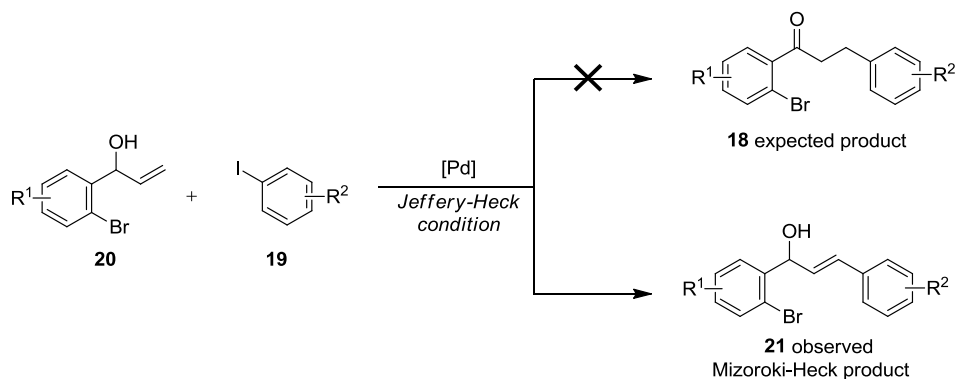 OH
R1
Br
20
+
I
R2
19
[Pd]
Jeffery-Heck
condition
O
R1
Br
R2
18 expected product
OH
R1
Br
R2
21 observed
Mizoroki-Heck product